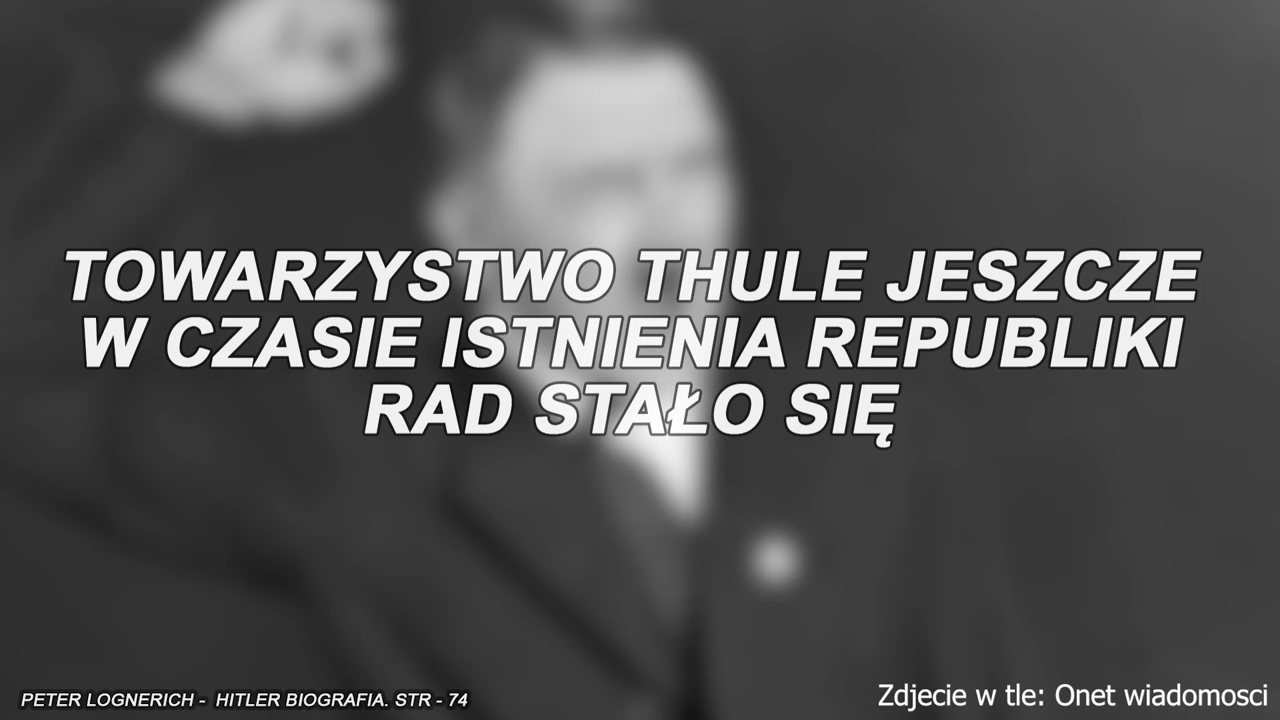 TOWARZYSTWO THULE JESZCZE
W CZASIE ISTNIENIA REPUBLIKI
RAD STAŁO SIĘ
PETER LOGNERICH - HITLER BIOGRAFIA. STR - 74
Zdjecie w tle: Onet wiadomosci